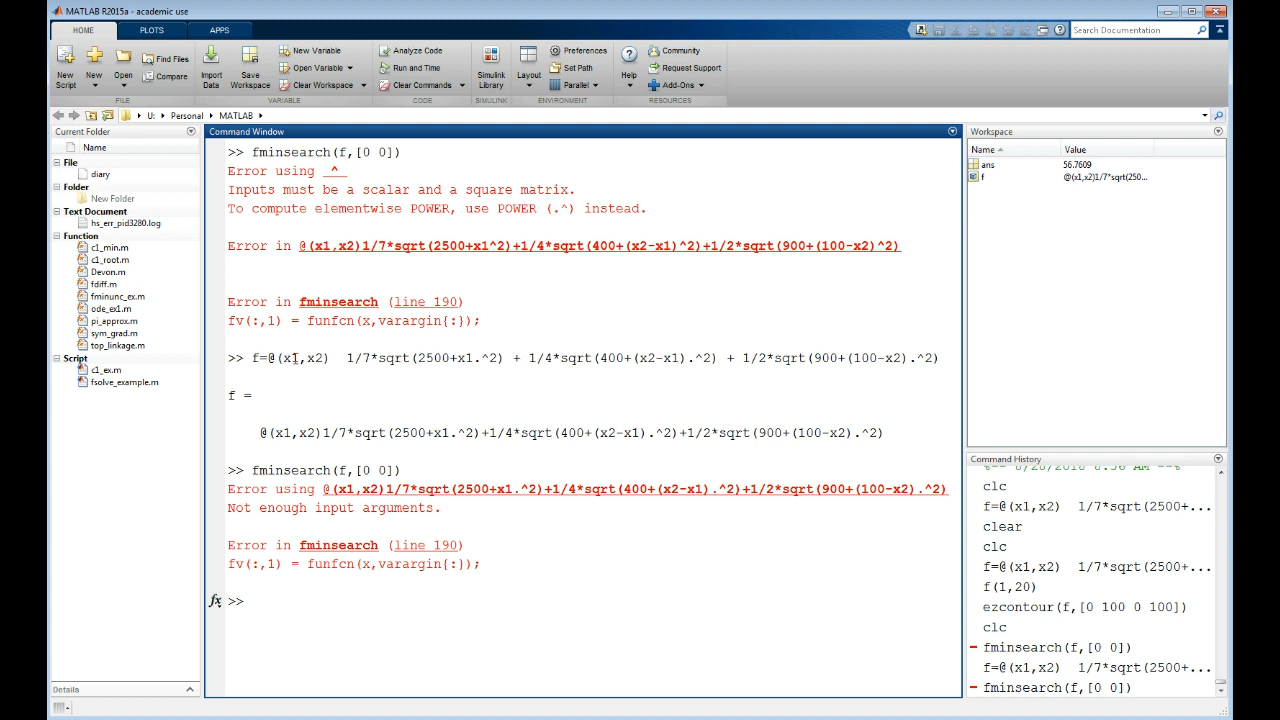 MATLAB R2015a - academic use
HOME PLOTS APPS
Search Documentation
New Script
New
Open
Find Files
Compare
Import Data
Save Workspace
New Variable
Open Variable
Clear Workspace
Analyze Code
Run and Time
Clear Commands
Simulink Library
Layout
Preferences
Set Path
Parallel
Help
Community
Request Support
Add-Ons
FILE VARIABLE CODE SIMULINK ENVIRONMENT RESOURCES
U: Personal MATLAB
Current Folder
Name
File
diary
Folder
New Folder
Text Document
hs_err_pid3280.log
Function
c1_min.m
c1_root.m
Devon.m
fdiff.m
fminunc_ex.m
ode_ex1.m
pi_approx.m
sym_grad.m
top_linkage.m
Script
c1_ex.m
fsolve_example.m
Details
Command Window
>> fminsearch(f,[0 0])
Error using ^
Inputs must be a scalar and a square matrix.
To compute elementwise POWER, use POWER (.^) instead.
Error in @(x1,x2)1/7*sqrt(2500+x1^2)+1/4*sqrt(400+(x2-x1)^2)+1/2*sqrt(900+(100-x2)^2)
Error in fminsearch (line 190)
fv(:,1) = funfcn(x,varargin{:});
>> f=@(x1,x2)  1/7*sqrt(2500+x1.^2) + 1/4*sqrt(400+(x2-x1).^2) + 1/2*sqrt(900+(100-x2).^2)
f =
@(x1,x2)1/7*sqrt(2500+x1.^2)+1/4*sqrt(400+(x2-x1).^2)+1/2*sqrt(900+(100-x2).^2)
>> fminsearch(f,[0 0])
Error using @(x1,x2)1/7*sqrt(2500+x1.^2)+1/4*sqrt(400+(x2-x1).^2)+1/2*sqrt(900+(100-x2).^2)
Not enough input arguments.
Error in fminsearch (line 190)
fv(:,1) = funfcn(x,varargin{:});
fx >>
Workspace
Name Value
ans 56.7609
f @(x1,x2)1/7*sqrt(250...
Command History
clc
f=@(x1,x2)  1/7*sqrt(2500+...
clear
clc
f=@(x1,x2)  1/7*sqrt(2500+...
f(1,20)
ezcontour(f,[0 100 0 100])
clc
fminsearch(f,[0 0])
f=@(x1,x2)  1/7*sqrt(2500+...
fminsearch(f,[0 0])